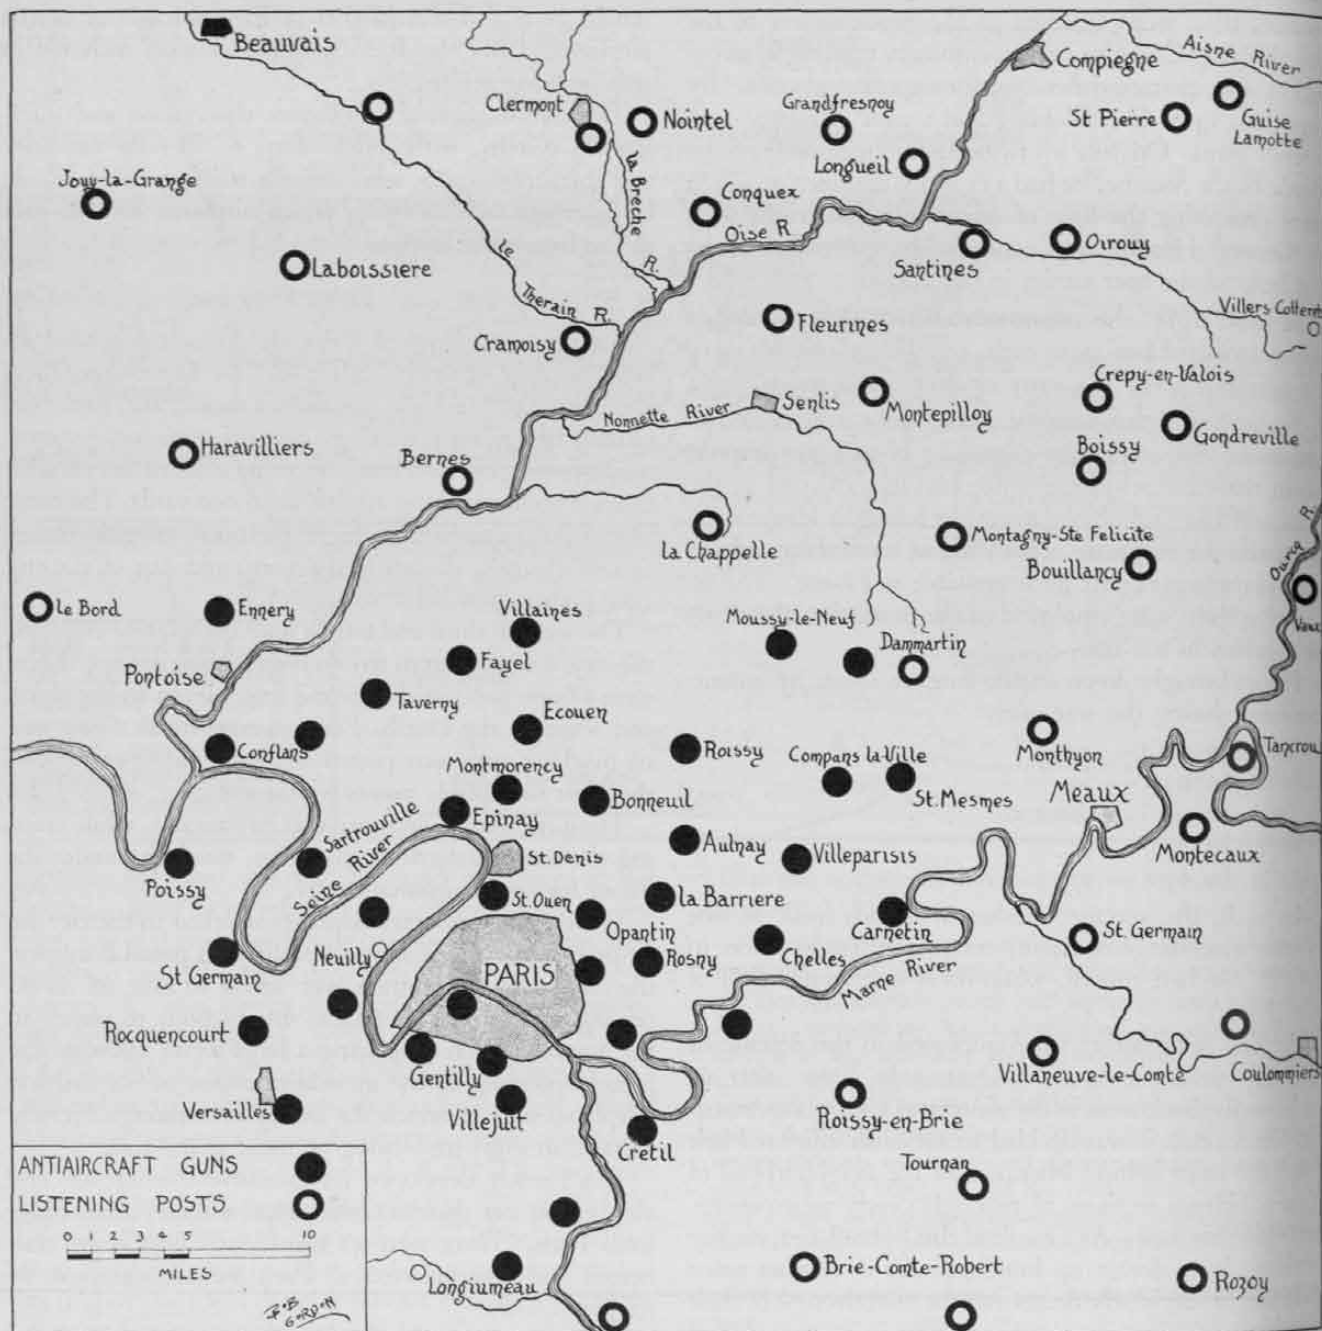 Beauvais
Compiegne
Aisne River
Clermont
Nointel
Grandfresnoy
St Pierre
Guise
Lamotte
Longueil
Jouy-la-Grange
la Breche
R.
Conquex
Oise R
Oirouy
Santines
Laboissiere
le
Therain R.
Villers Cotteret
Fleurines
Cramoisy
Crepy-en-Valois
Nonnette River
Senlis
Montepilloy
Gondreville
Haravilliers
Bernes
Boissy
la Chappelle
Montagny-Ste Felicite
Bouillancy
Ourcq R.
le Bord
Ennery
Villaines
Moussy-le-Neuf
Dammartin
Vaux
Pontoise
Fayel
Taverny
Ecouen
Conflans
Roissy
Compans la-Ville
Monthyon
Tancrou
Montmorency
Bonneuil
St. Mesmes
Meaux
Sartrouville
Epinay
Seine River
St. Denis
Aulnay
Villeparisis
Montecaux
Poissy
St. Ouen
la Barriere
Opantin
Carnetin
St. Germain
St Germain
Neuilly
PARIS
Rosny
Chelles
Marne River
Rocquencourt
Gentilly
Villaneuve-le-Comte
Coulommiers
Versailles
Villejuit
Roissy-en-Brie
Cretil
Tournan
ANTIAIRCRAFT GUNS
LISTENING POSTS
0 1 2 3 4 5 10
MILES
Longiumeau
Brie-Comte-Robert
Rozoy
F·B
GORDON